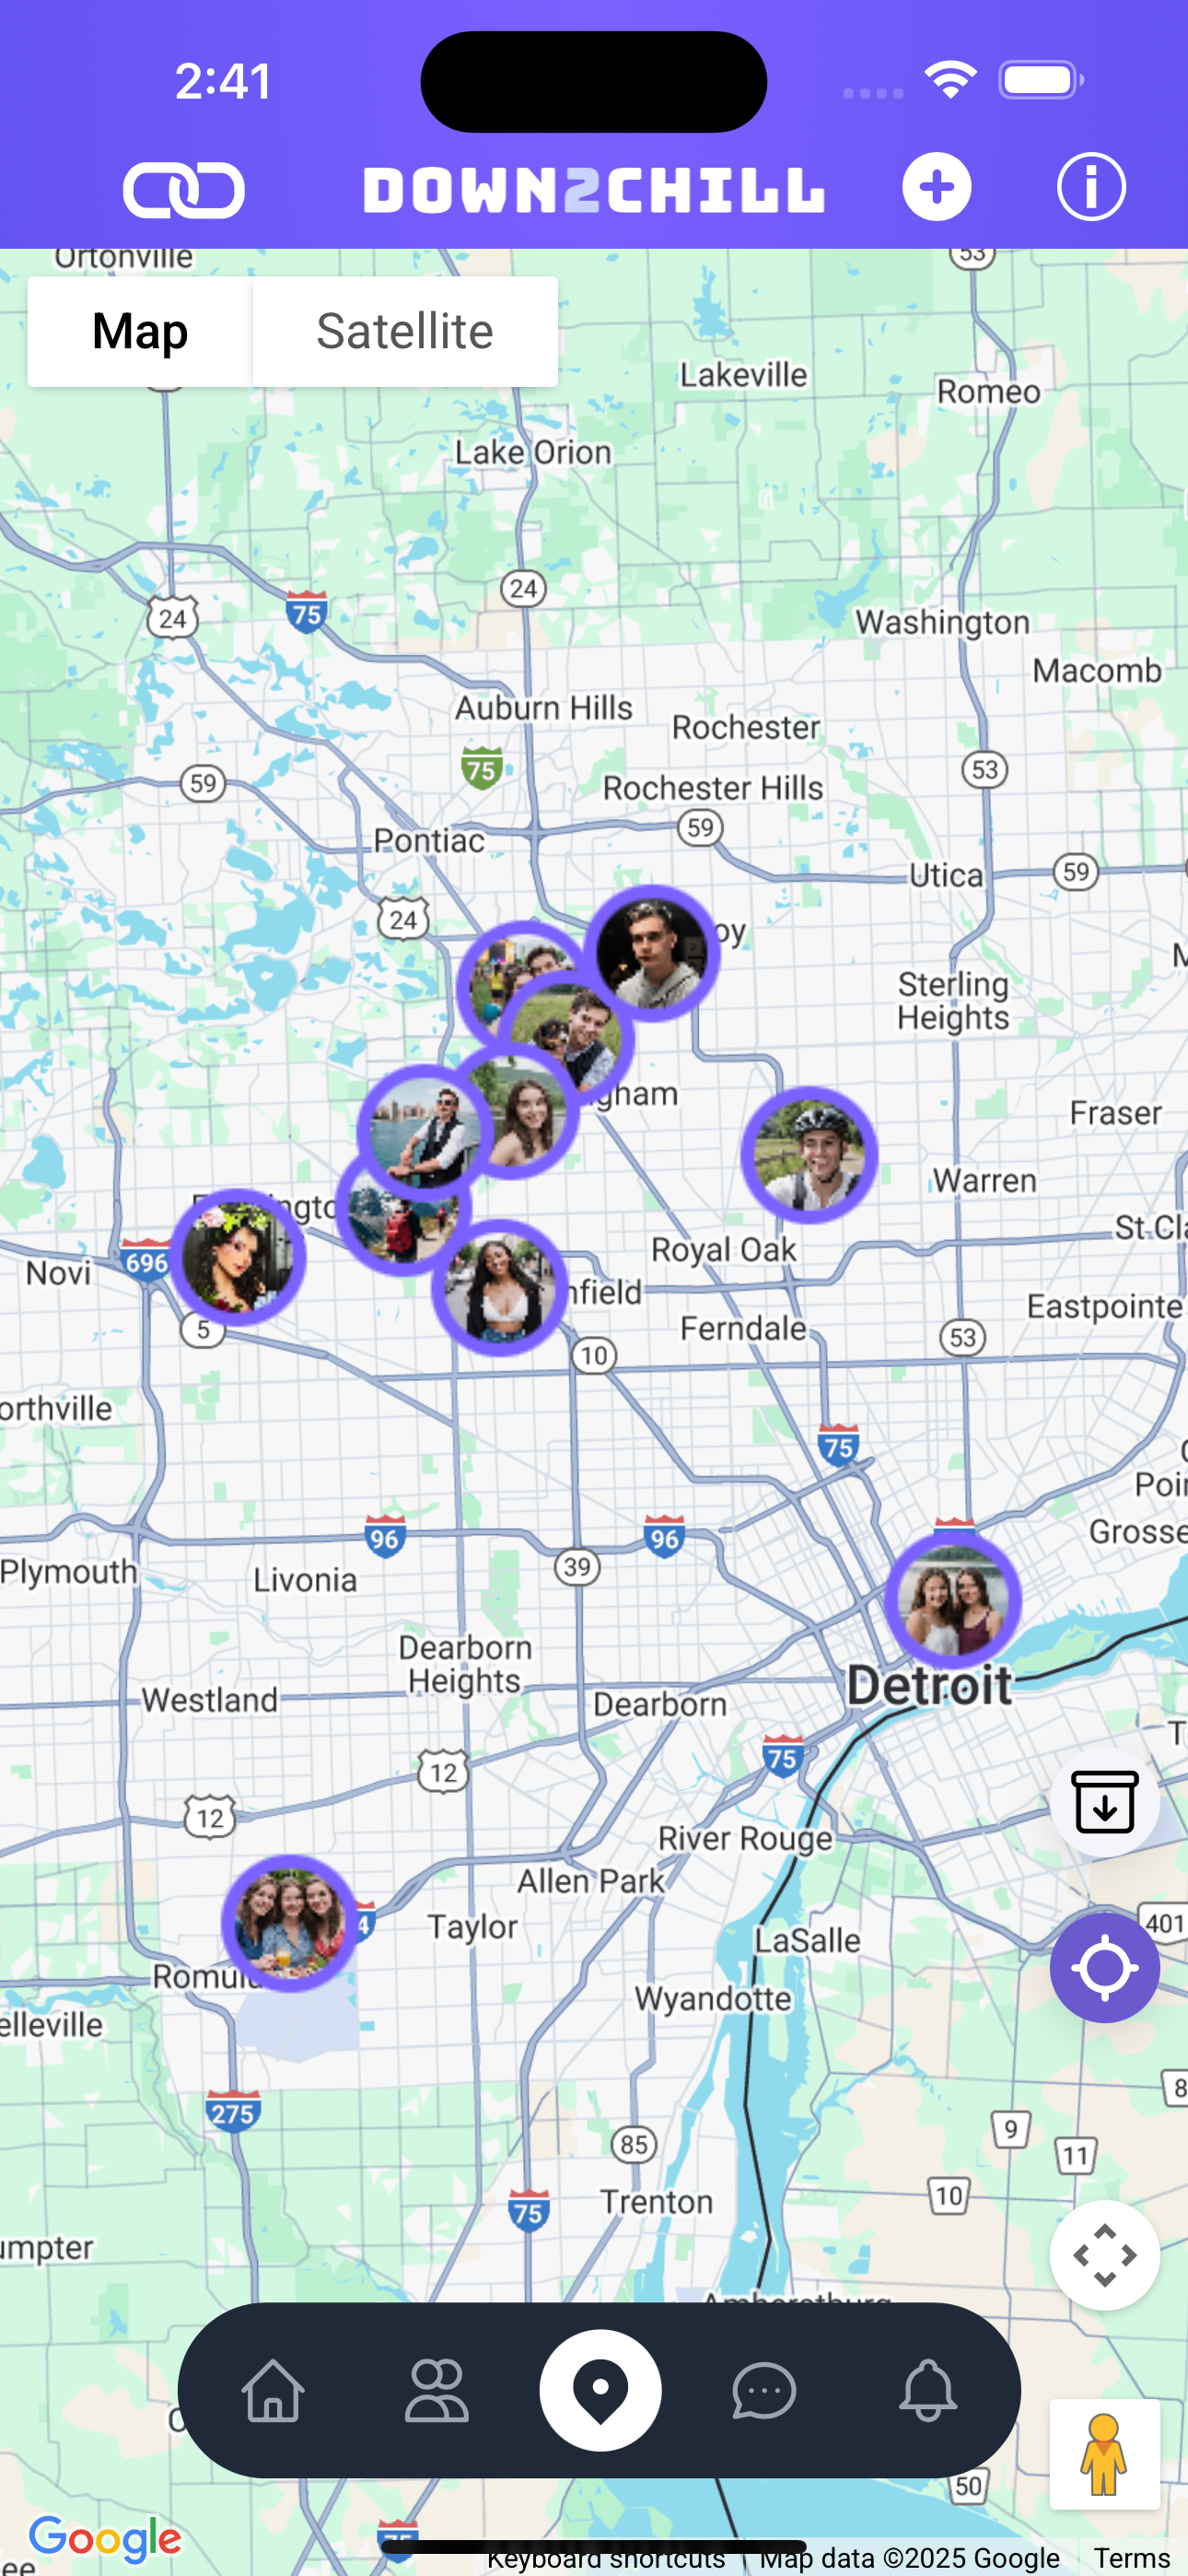 2:41
DOWN2CHILL
Ortonville
53
Map
Satellite
Lakeville
Romeo
Lake Orion
24
24
75
Washington
Macomb
Auburn Hills
Rochester
75
53
59
Rochester Hills
59
Pontiac
Utica
59
24
oy
Sterling
Heights
gham
Fraser
Warren
ngto
St.Cl
Royal Oak
696
Novi
nfield
Eastpointe
Ferndale
5
53
10
orthville
75
Poi
96
96
Grosse
Plymouth
Livonia
39
Dearborn
Heights
Detroit
Westland
Dearborn
12
75
12
River Rouge
Allen Park
Taylor
4
401
LaSalle
Romul
Wyandotte
elleville
8
275
9
85
11
10
Trenton
75
umpter
50
Google
75
Keyboard shortcuts
Map data ©2025 Google
Terms
ee